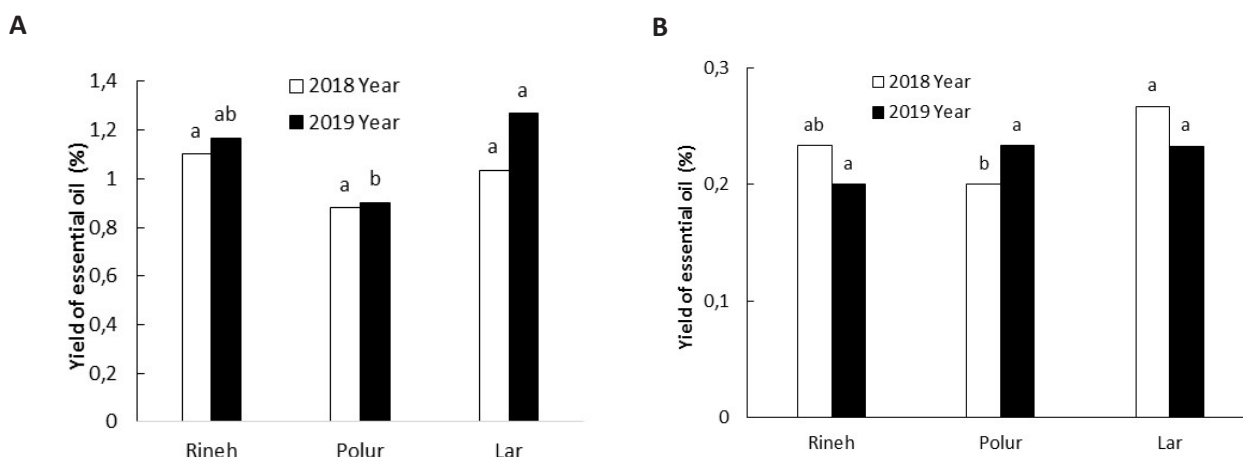 A
Yield of essential oil (%)
1,4
1,2
1
0,8
0,6
0,4
0,2
0
2018 Year
2019 Year
a
ab
a
b
a
a
Rineh
Polur
Lar
B
Yield of essential oil (%)
0,3
0,2
0,1
0
2018 Year
2019 Year
ab
a
b
a
a
a
Rineh
Polur
Lar